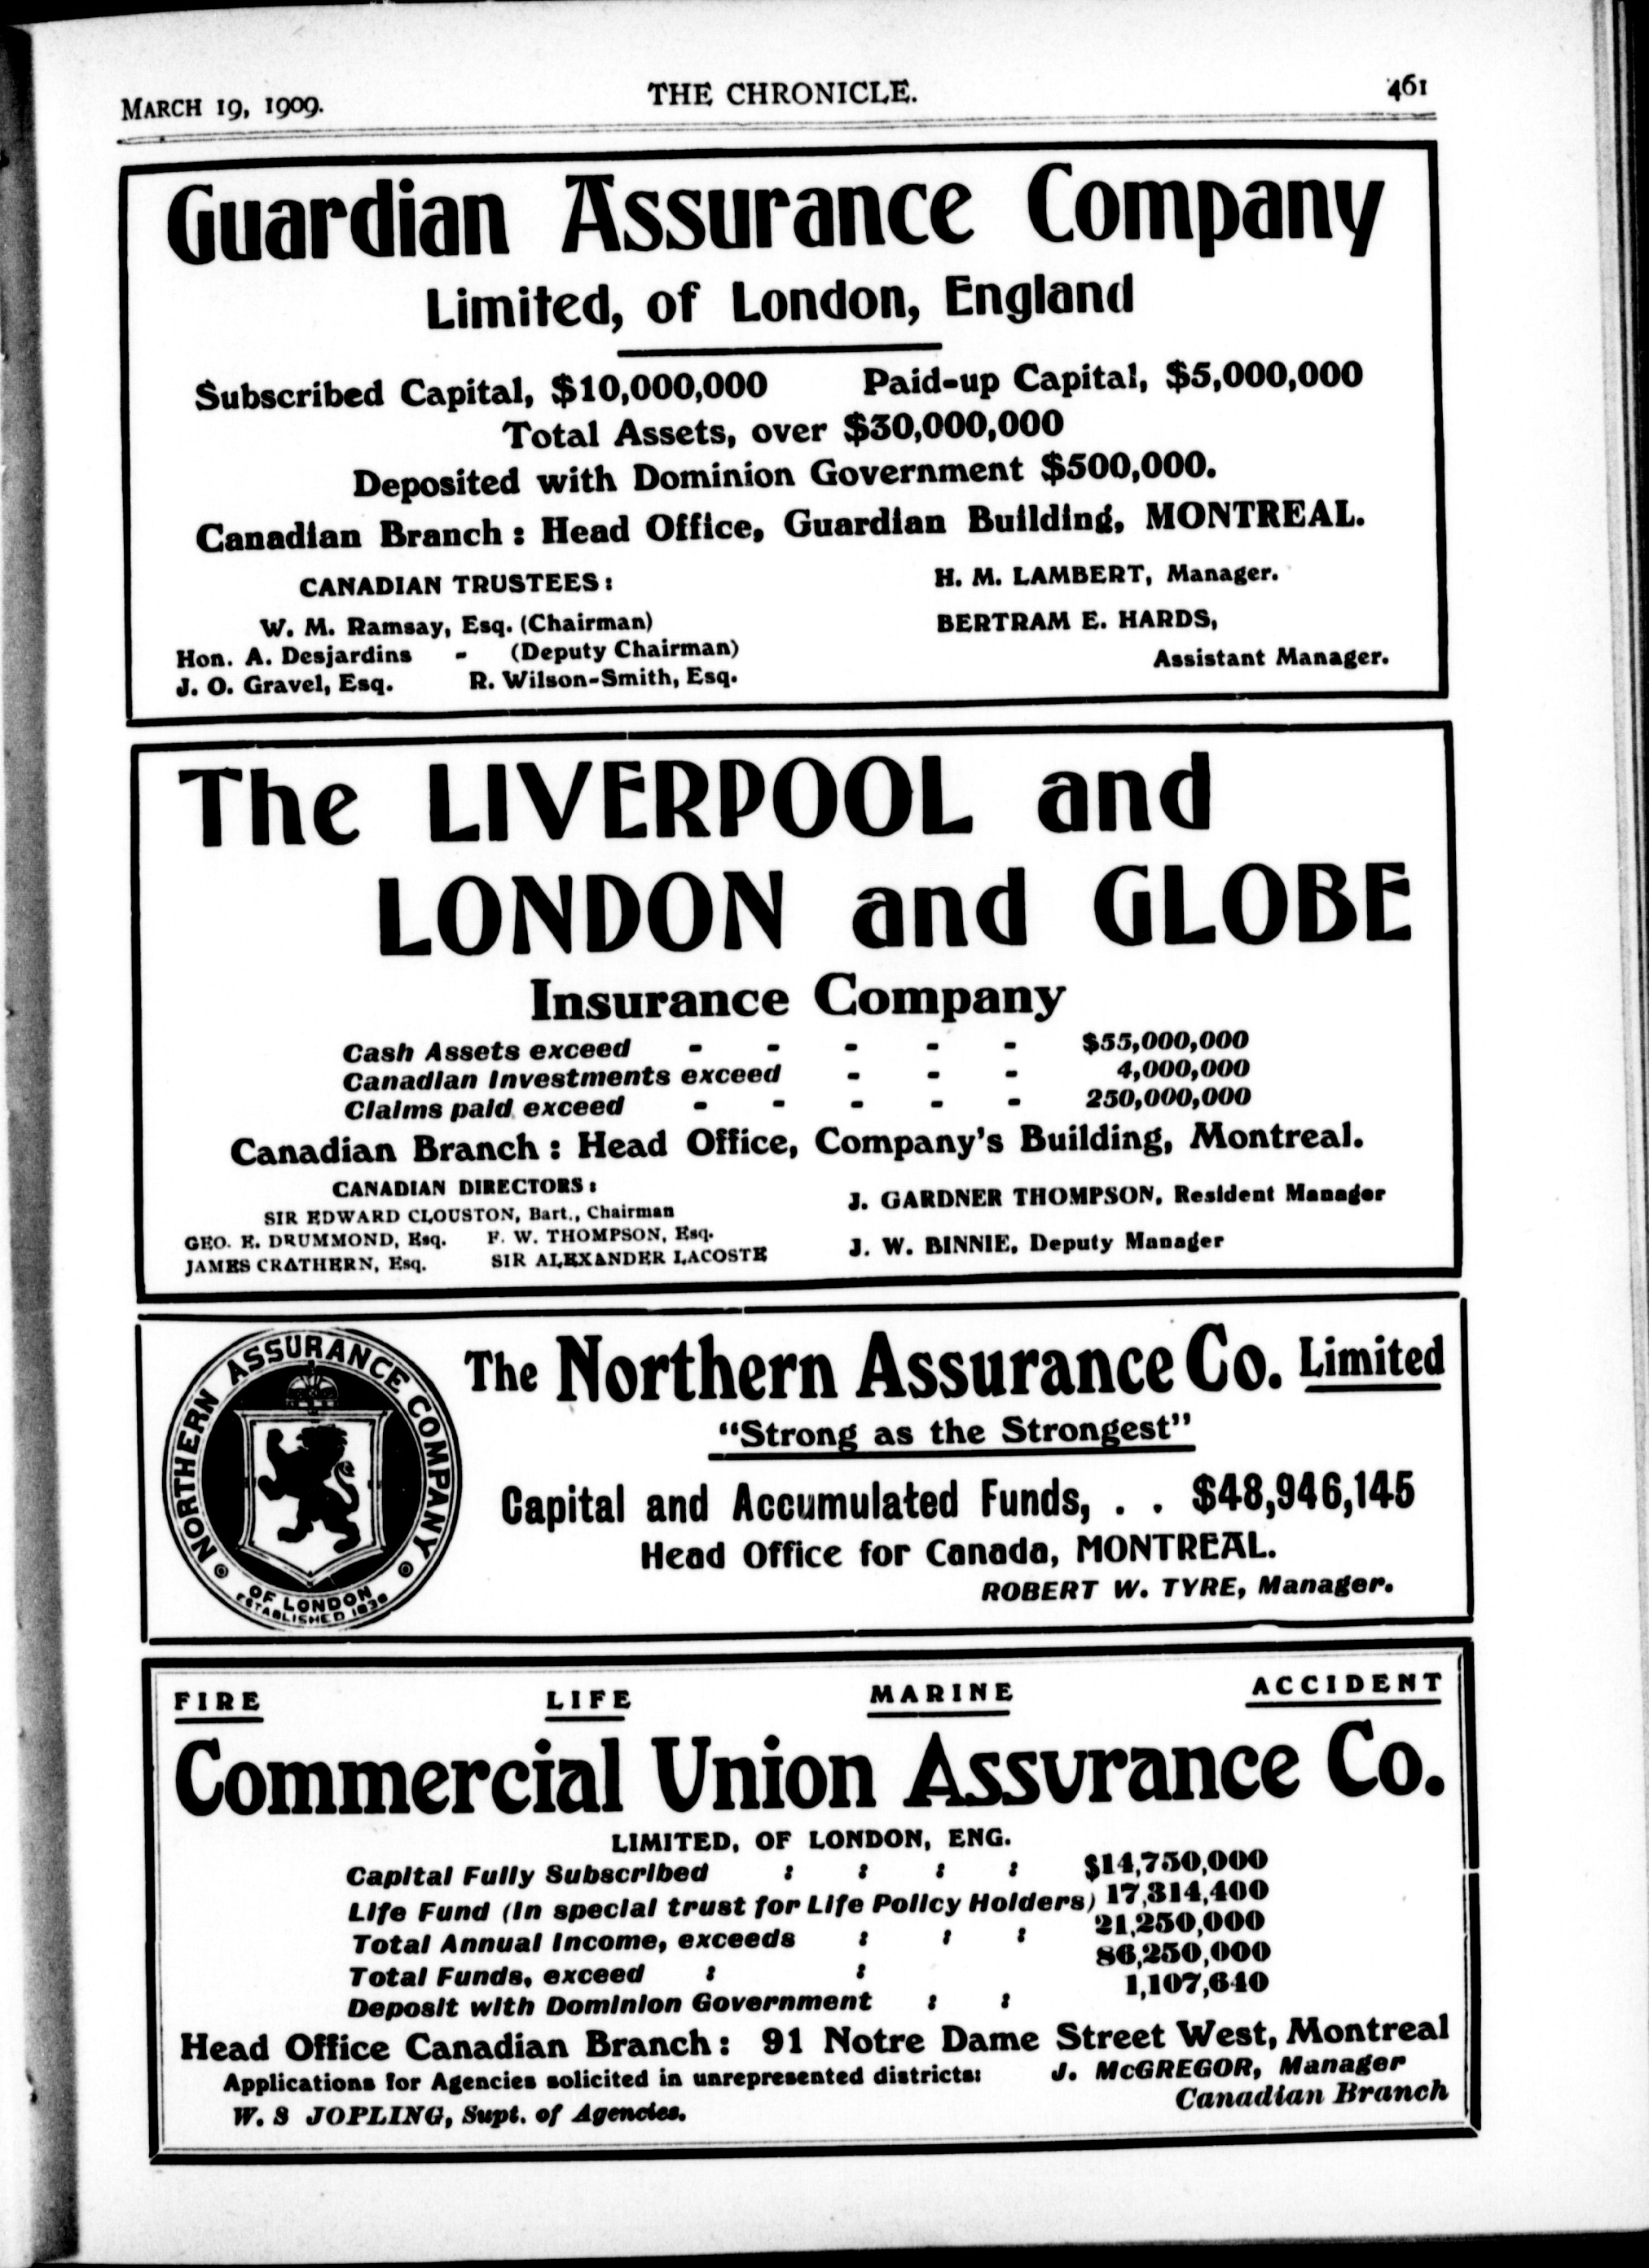 MARCH 19, 1909.
THE CHRONICLE.
461
Guardian Assurance Company
Limited, of London, England
Subscribed Capital, $10,000,000 Paid-up Capital, $5,000,000
Total Assets, over $30,000,000
Deposited with Dominion Government $500,000.
Canadian Branch : Head Office, Guardian Building, MONTREAL.
CANADIAN TRUSTEES :
W. M. Ramsay, Esq. (Chairman)
Hon. A. Desjardins - (Deputy Chairman)
J. O. Gravel, Esq. R. Wilson-Smith, Esq.
H. M. LAMBERT, Manager.
BERTRAM E. HARDS,
Assistant Manager.
The LIVERPOOL and
LONDON and GLOBE
Insurance Company
Cash Assets exceed - - - - - $55,000,000
Canadian Investments exceed - - - 4,000,000
Claims paid exceed - - - - - 250,000,000
Canadian Branch : Head Office, Company's Building, Montreal.
CANADIAN DIRECTORS :
SIR EDWARD CLOUSTON, Bart., Chairman
GEO. E. DRUMMOND, Esq. F. W. THOMPSON, Esq.
JAMES CRATHERN, Esq. SIR ALEXANDER LACOSTE
J. GARDNER THOMPSON, Resident Manager
J. W. BINNIE, Deputy Manager
NORTHERN ASSURANCE COMPANY
OF LONDON
ESTABLISHED 1836
The Northern Assurance Co. Limited
"Strong as the Strongest"
Capital and Accumulated Funds, . . $48,946,145
Head Office for Canada, MONTREAL.
ROBERT W. TYRE, Manager.
FIRE LIFE MARINE ACCIDENT
Commercial Union Assurance Co.
LIMITED, OF LONDON, ENG.
Capital Fully Subscribed : : : : $14,750,000
Life Fund (In special trust for Life Policy Holders) 17,314,400
Total Annual Income, exceeds : : : 21,250,000
Total Funds, exceed : : 86,250,000
Deposit with Dominion Government : : 1,107,640
Head Office Canadian Branch : 91 Notre Dame Street West, Montreal
Applications for Agencies solicited in unrepresented districts:
W. S JOPLING, Supt. of Agencies.
J. McGREGOR, Manager
Canadian Branch